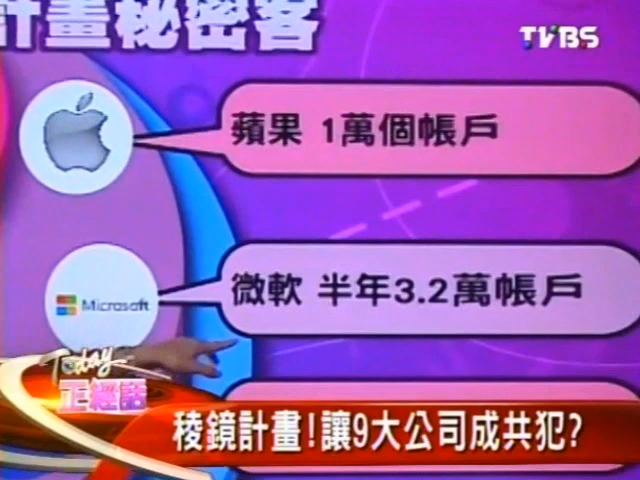 計畫秘密客
TVBS
蘋果 1萬個帳戶
微軟 半年3.2萬帳戶
Microsoft
Today
正經話
稜鏡計畫!讓9大公司成共犯?